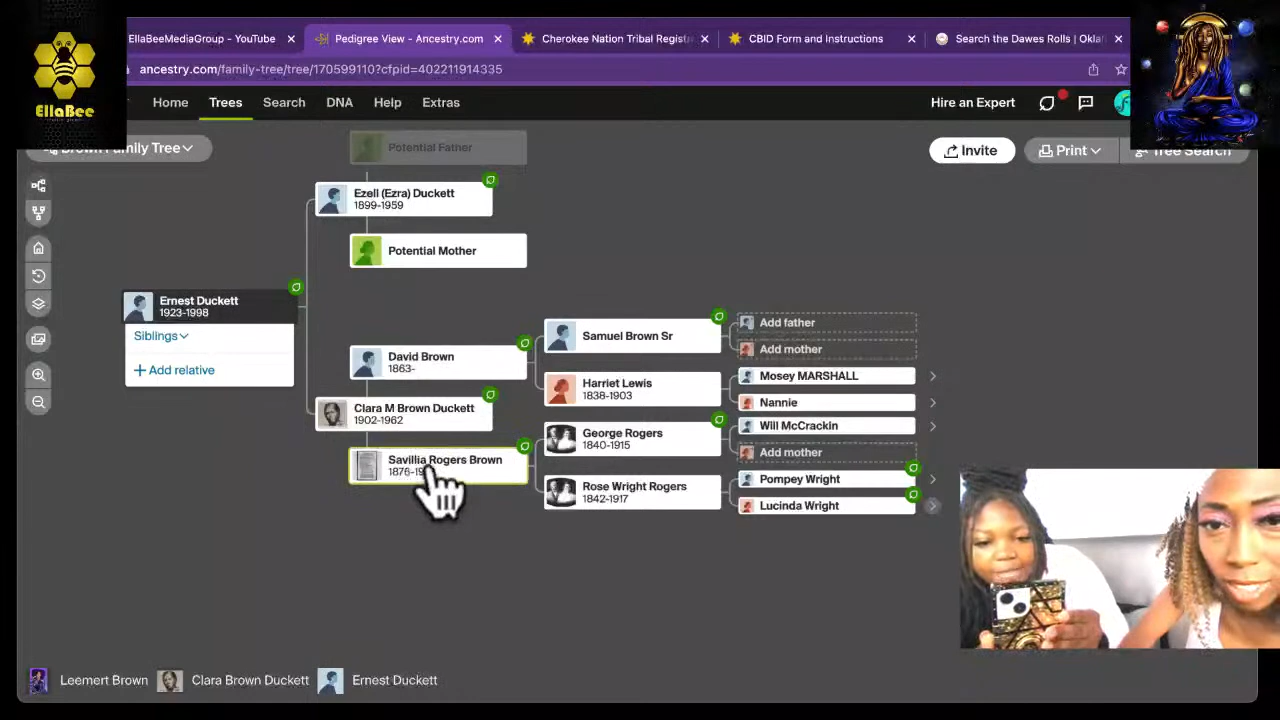 EllaBeeMediaGroup - YouTube
Pedigree View - Ancestry.com
Cherokee Nation Tribal Registr
CBID Form and Instructions
Search the Dawes Rolls | Okla
EllaBee
ancestry.com/family-tree/tree/170599110?cfpid=402211914335
Home
Trees
Search
DNA
Help
Extras
Hire an Expert
Brown Family Tree
Invite
Print
Tree Search
Potential Father
Ezell (Ezra) Duckett
1899-1959
Potential Mother
Ernest Duckett
1923-1998
Siblings
+ Add relative
David Brown
1863-
Clara M Brown Duckett
1902-1962
Savillia Rogers Brown
Samuel Brown Sr
Harriet Lewis
1838-1903
George Rogers
1840-1915
Rose Wright Rogers
1842-1917
Add father
Add mother
Mosey MARSHALL
Nannie
Will McCrackin
Add mother
Pompey Wright
Lucinda Wright
Leemert Brown
Clara Brown Duckett
Ernest Duckett